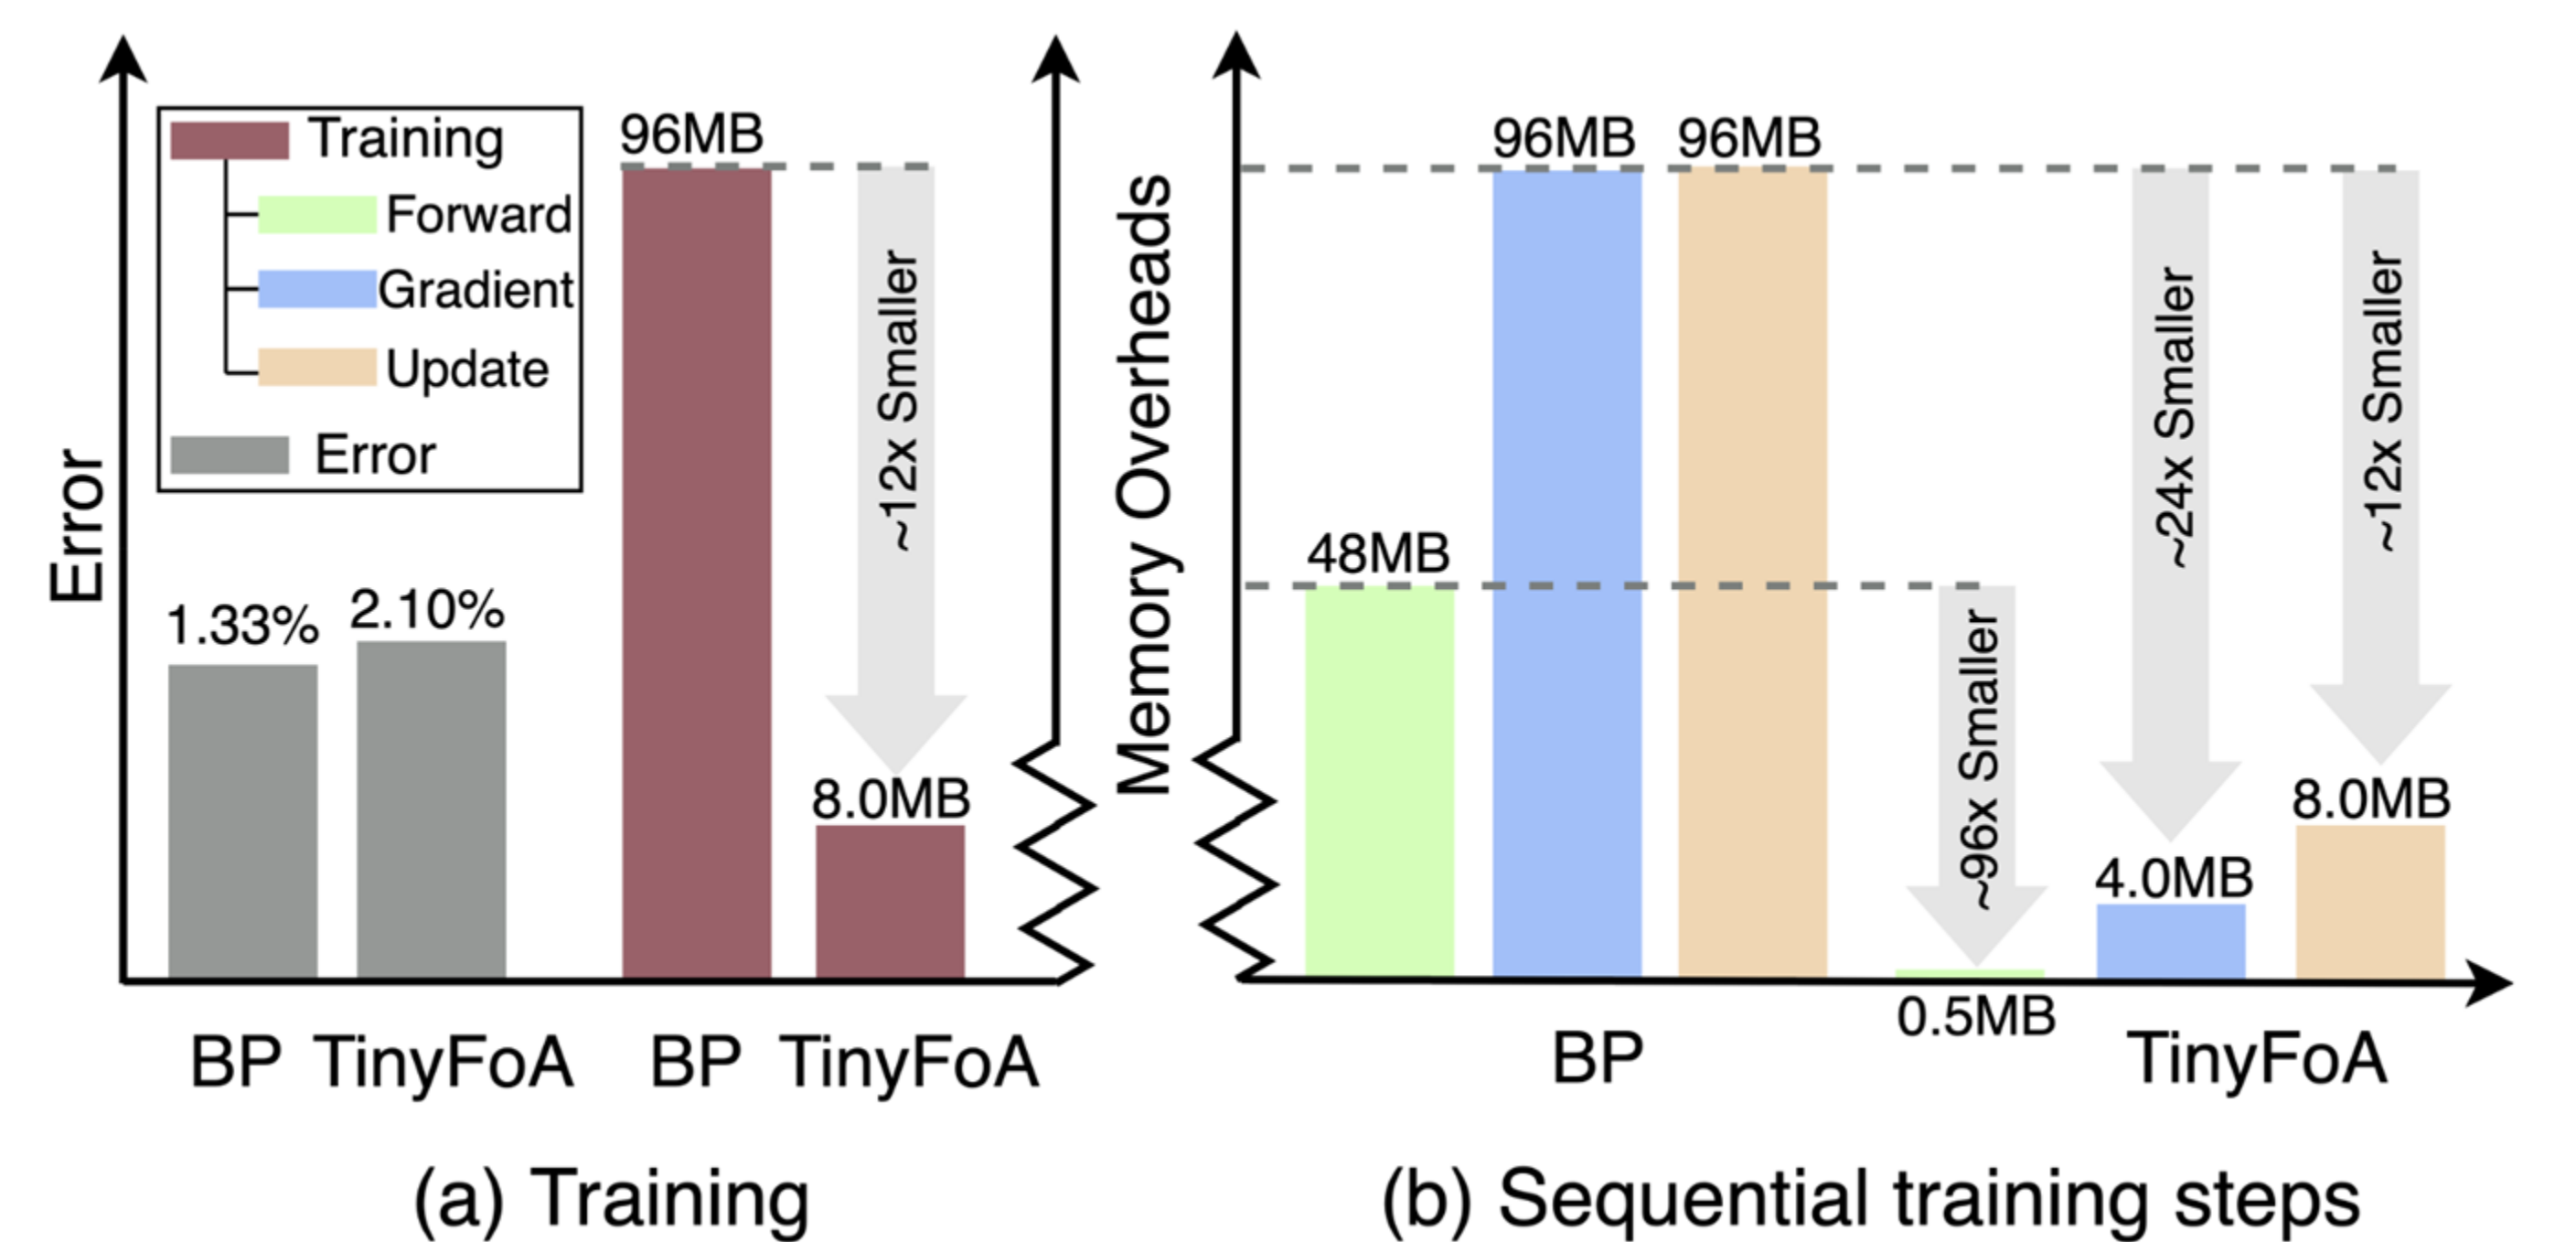 Training
Forward
Gradient
Update
Error
Error
1.33%
2.10%
96MB
~12x Smaller
8.0MB
BP
TinyFoA
BP
TinyFoA
(a) Training
Memory Overheads
48MB
96MB
96MB
~96x Smaller
~24x Smaller
~12x Smaller
0.5MB
4.0MB
8.0MB
BP
TinyFoA
(b) Sequential training steps